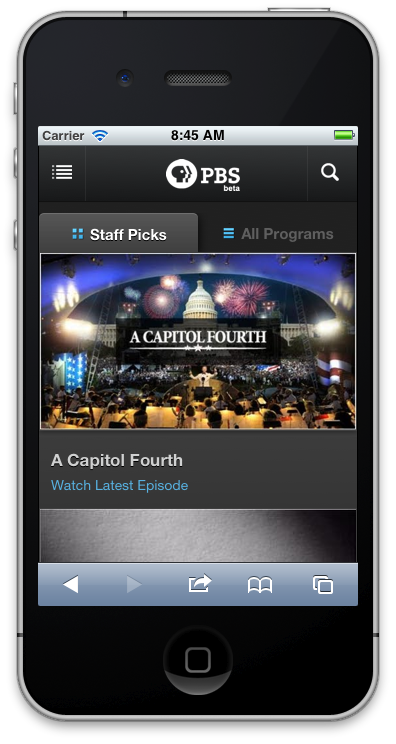 Carrier 8:45 AM
PBS
beta
Staff Picks All Programs
A CAPITOL FOURTH
A Capitol Fourth
Watch Latest Episode